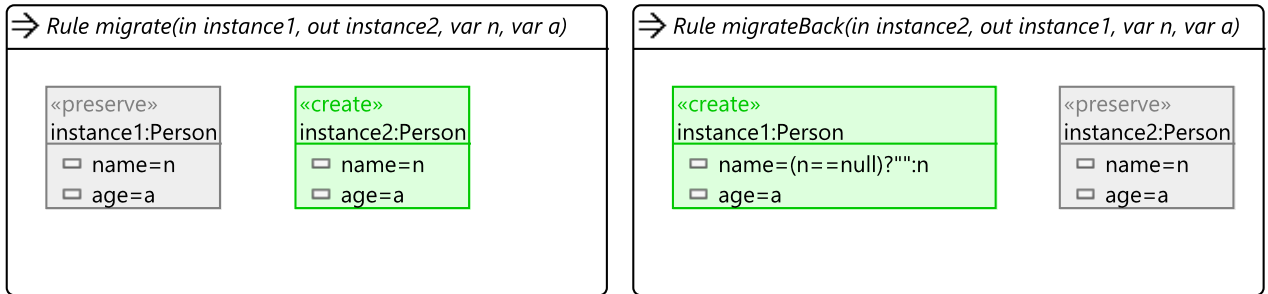 Rule migrate(in instance1, out instance2, var n, var a)
«preserve»
instance1:Person
name=n
age=a
«create»
instance2:Person
name=n
age=a
Rule migrateBack(in instance2, out instance1, var n, var a)
«create»
instance1:Person
name=(n==null)?"":n
age=a
«preserve»
instance2:Person
name=n
age=a